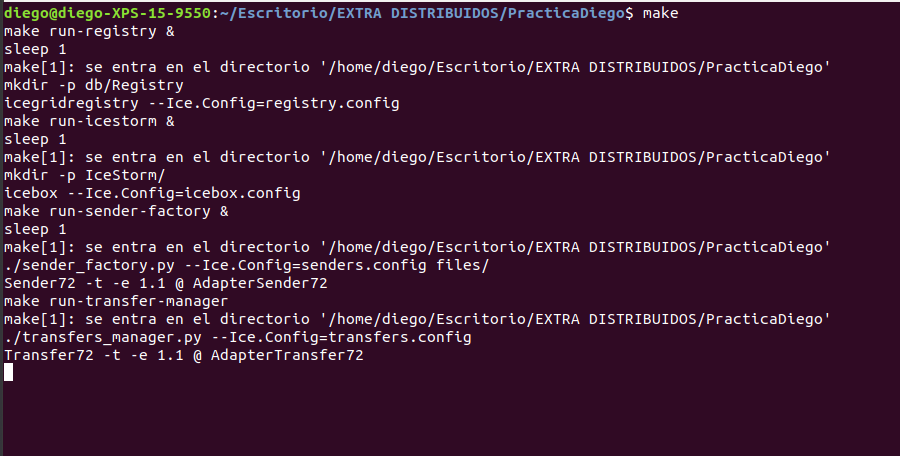 diego@diego-XPS-15-9550:~/Escritorio/EXTRA DISTRIBUIDOS/PracticaDiego$ make
make run-registry &
sleep 1
make[1]: se entra en el directorio '/home/diego/Escritorio/EXTRA DISTRIBUIDOS/PracticaDiego'
mkdir -p db/Registry
icegridregistry --Ice.Config=registry.config
make run-icestorm &
sleep 1
make[1]: se entra en el directorio '/home/diego/Escritorio/EXTRA DISTRIBUIDOS/PracticaDiego'
mkdir -p IceStorm/
icebox --Ice.Config=icebox.config
make run-sender-factory &
sleep 1
make[1]: se entra en el directorio '/home/diego/Escritorio/EXTRA DISTRIBUIDOS/PracticaDiego'
./sender_factory.py --Ice.Config=senders.config files/
Sender72 -t -e 1.1 @ AdapterSender72
make run-transfer-manager
make[1]: se entra en el directorio '/home/diego/Escritorio/EXTRA DISTRIBUIDOS/PracticaDiego'
./transfers_manager.py --Ice.Config=transfers.config
Transfer72 -t -e 1.1 @ AdapterTransfer72